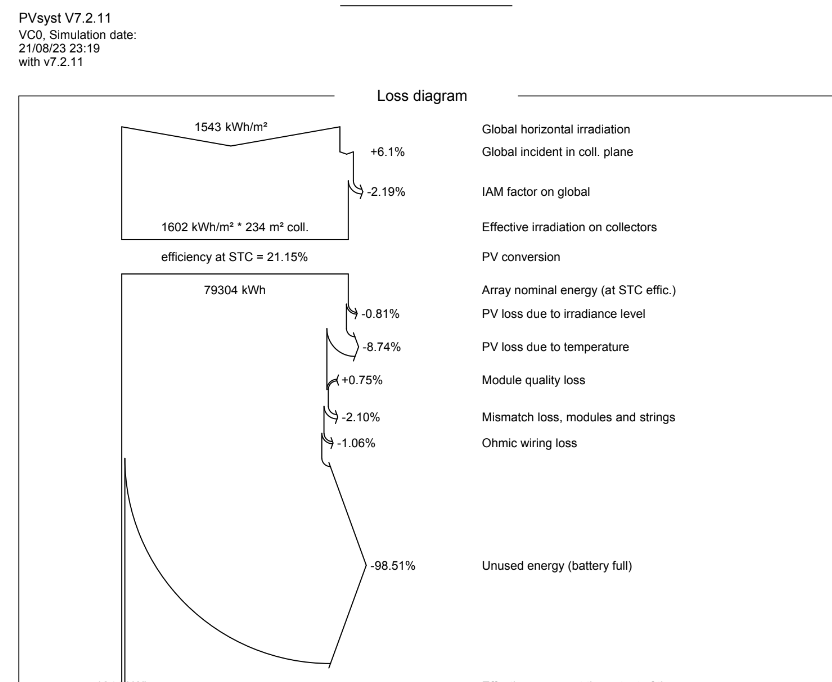 PVsyst V7.2.11
VC0, Simulation date:
21/08/23 23:19
with v7.2.11
Loss diagram
1543 kWh/m² Global horizontal irradiation
+6.1% Global incident in coll. plane
-2.19% IAM factor on global
1602 kWh/m² * 234 m² coll. Effective irradiation on collectors
efficiency at STC = 21.15% PV conversion
79304 kWh Array nominal energy (at STC effic.)
-0.81% PV loss due to irradiance level
-8.74% PV loss due to temperature
+0.75% Module quality loss
-2.10% Mismatch loss, modules and strings
-1.06% Ohmic wiring loss
-98.51% Unused energy (battery full)